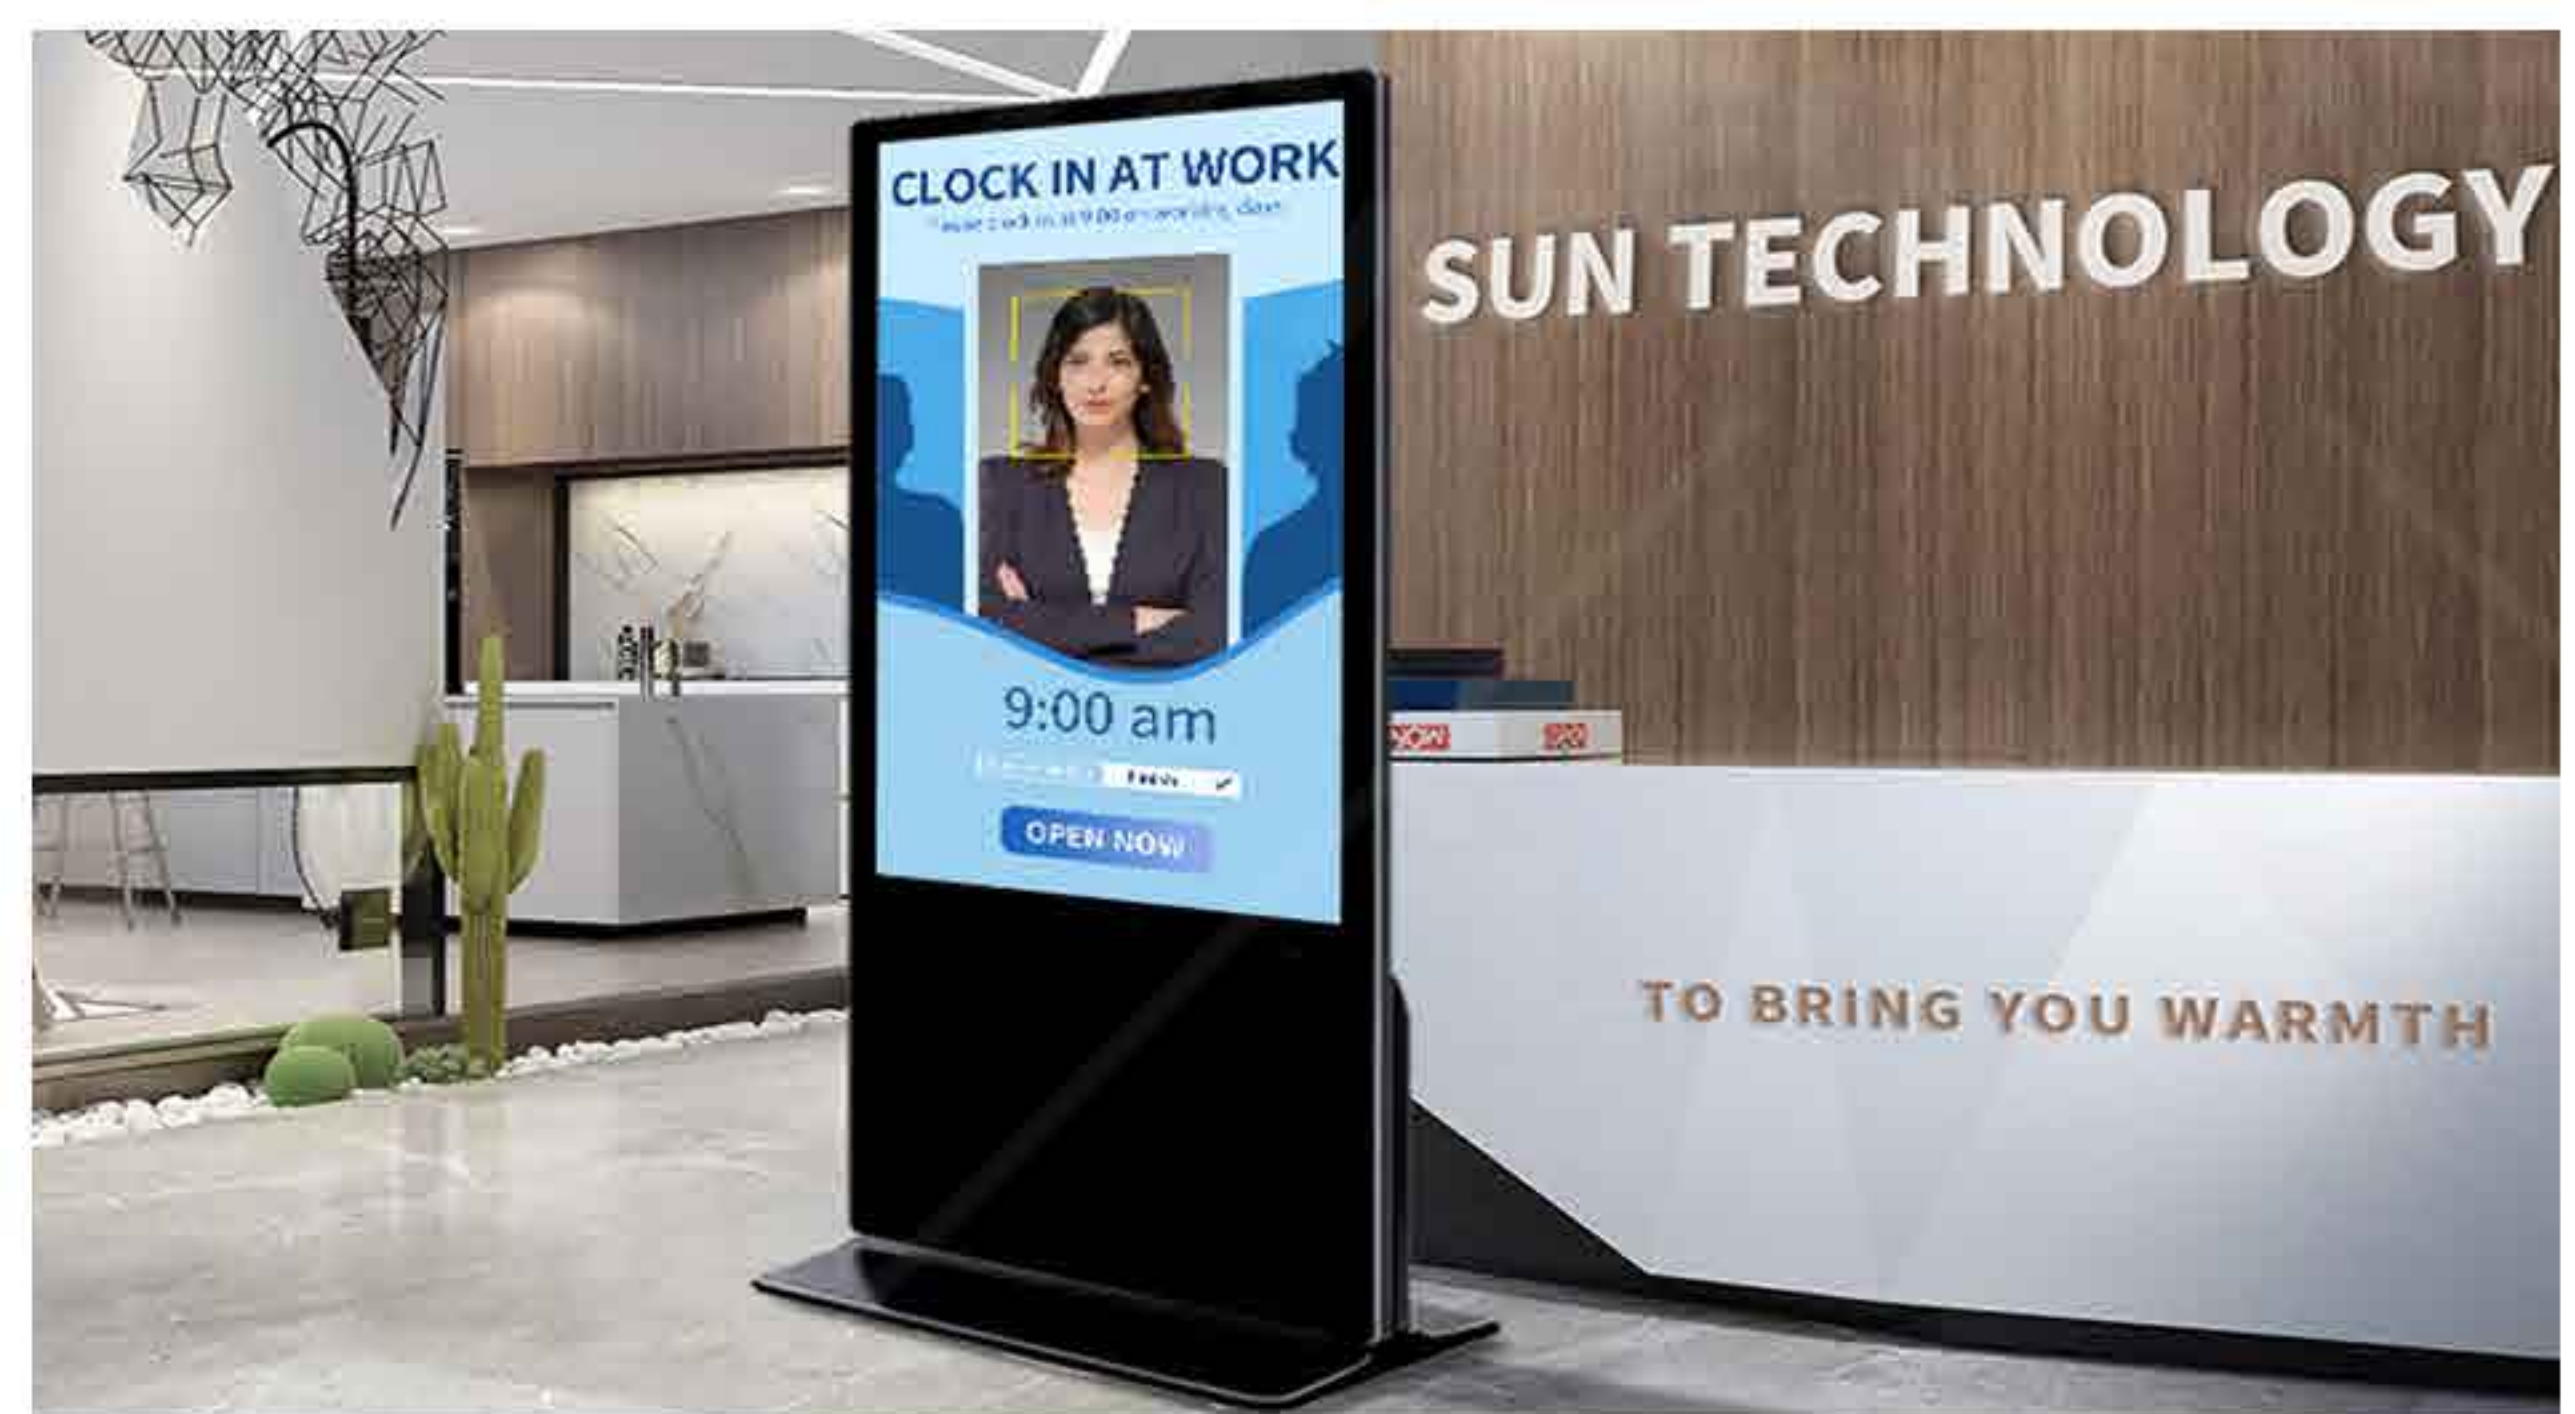 CLOCK IN AT WORK
SUN TECHNOLOGY
9:00 am
OPEN NOW
TO BRING YOU WARMTH